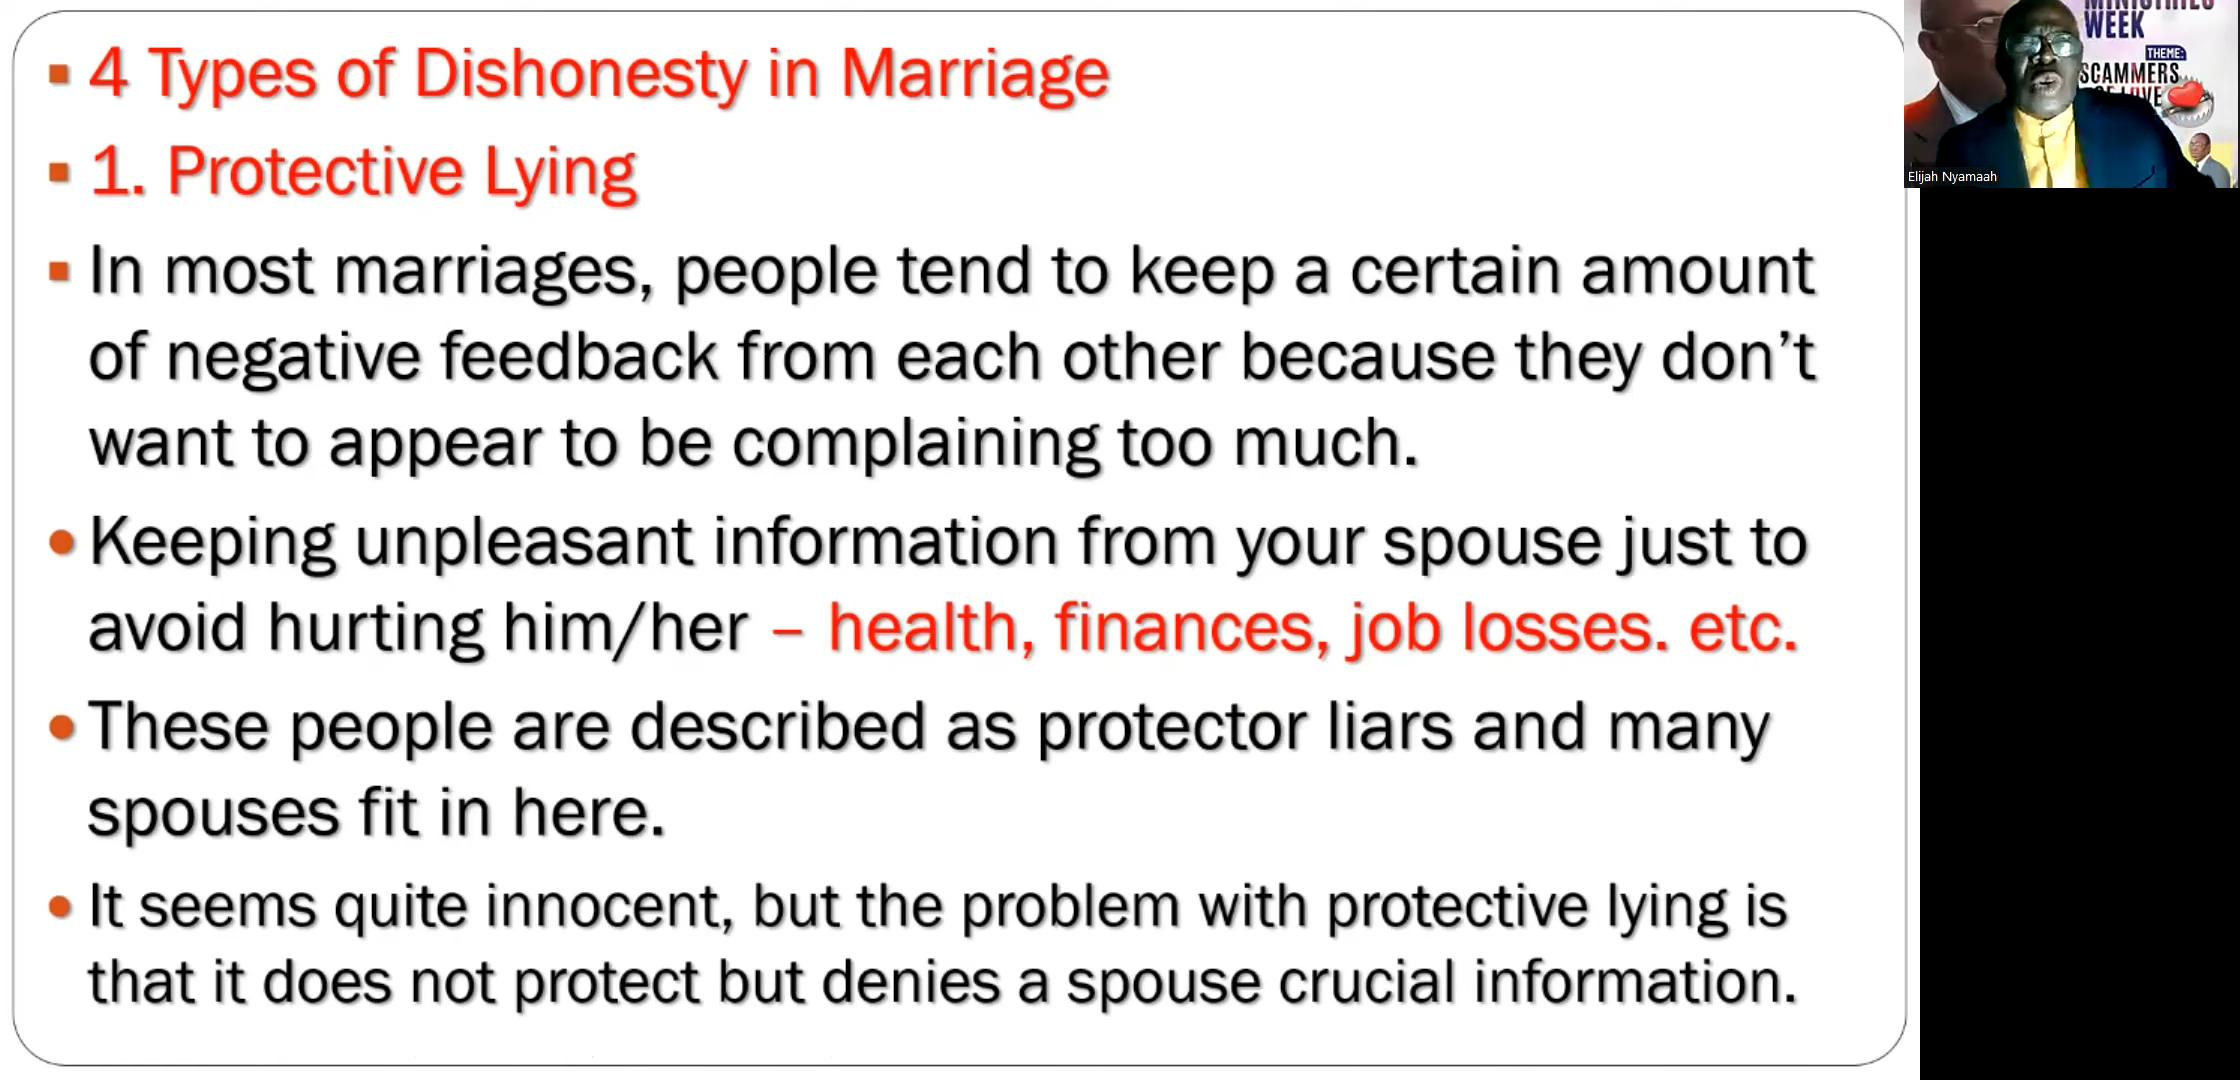 4 Types of Dishonesty in Marriage
1. Protective Lying
In most marriages, people tend to keep a certain amount
of negative feedback from each other because they don’t
want to appear to be complaining too much.
Keeping unpleasant information from your spouse just to
avoid hurting him/her – health, finances, job losses. etc.
These people are described as protector liars and many
spouses fit in here.
It seems quite innocent, but the problem with protective lying is
that it does not protect but denies a spouse crucial information.
MINISTRIES
WEEK
THEME:
SCAMMERS
OF LOVE
Elijah Nyamaah